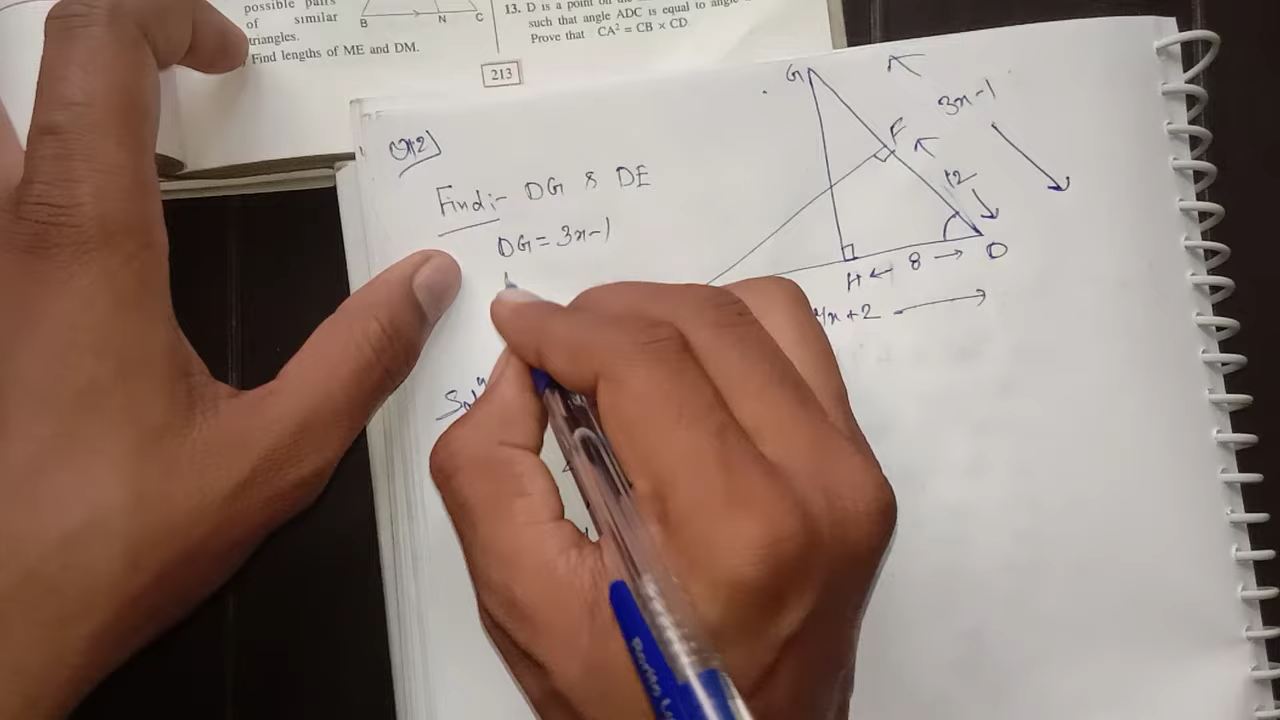 possible pairs
of similar
triangles.
Find lengths of ME and DM.
B N C
13. D is a point on the
such that angle ADC is equal to angle
Prove that CA² = CB × CD
213
Q12)
Find:- DG & DE
DG = 3x-1
Solⁿ
G
F
3x-1
12
H ← 8 → D
4x+2